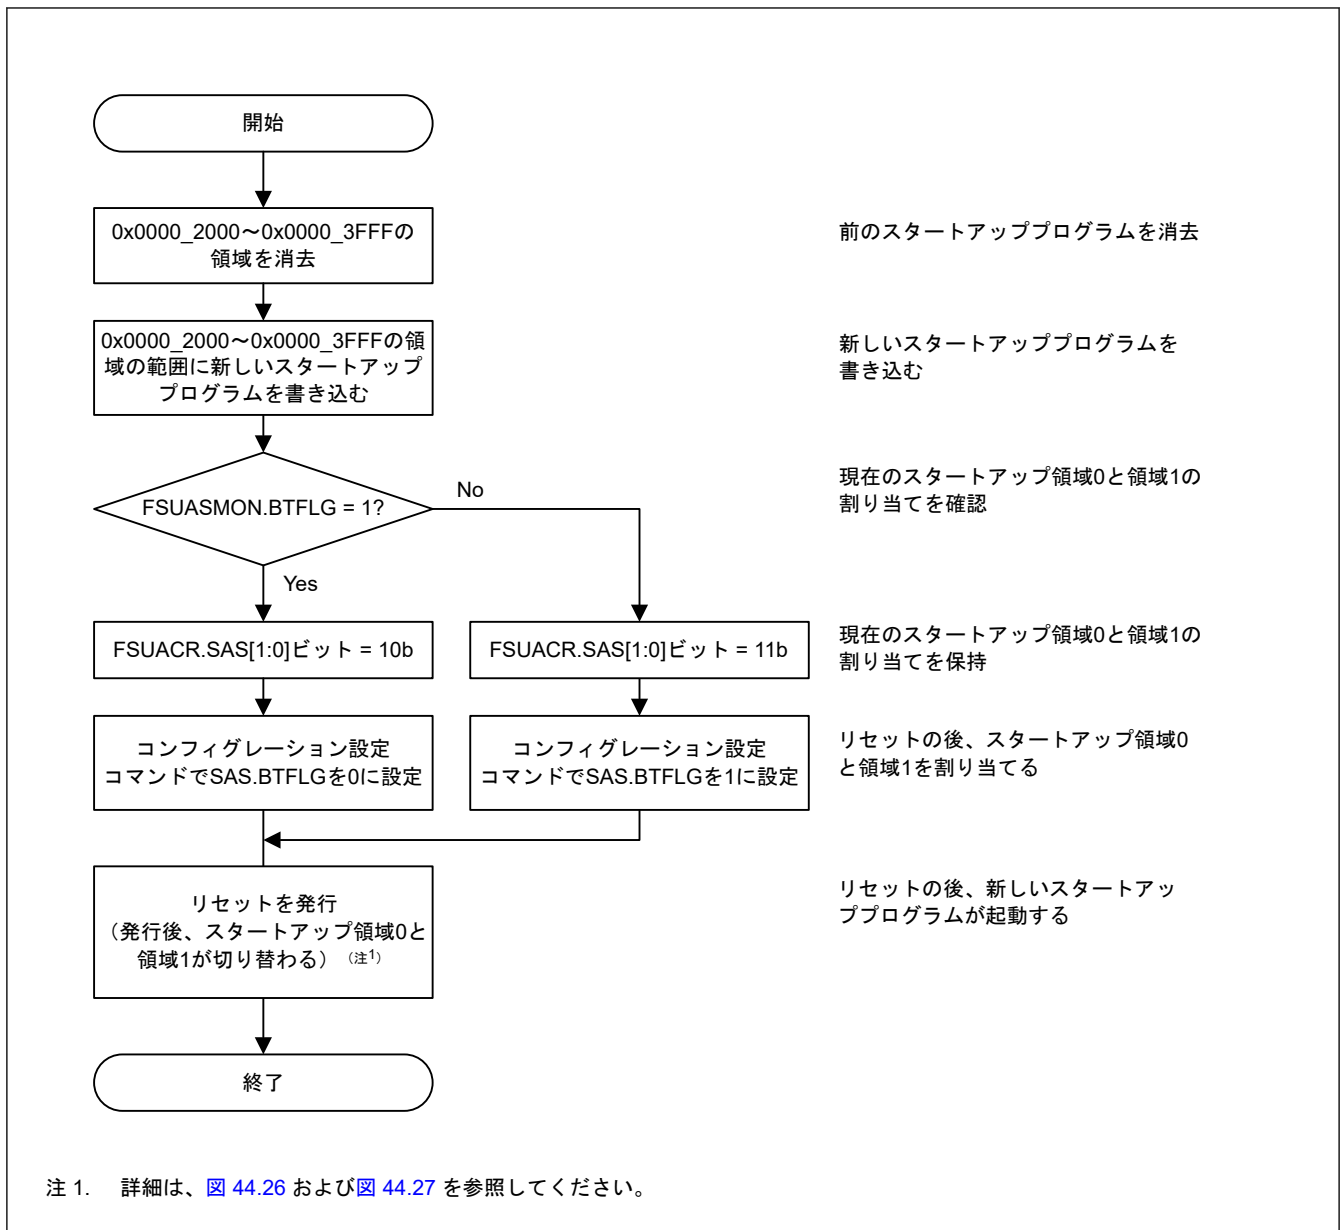 開始
0x0000_2000～0x0000_3FFFの
領域を消去
前のスタートアッププログラムを消去
0x0000_2000～0x0000_3FFFの領
域の範囲に新しいスタートアップ
プログラムを書き込む
新しいスタートアッププログラムを
書き込む
FSUASMON.BTFLG = 1?
No
Yes
現在のスタートアップ領域0と領域1の
割り当てを確認
FSUACR.SAS[1:0]ビット = 10b
FSUACR.SAS[1:0]ビット = 11b
現在のスタートアップ領域0と領域1の
割り当てを保持
コンフィグレーション設定
コマンドでSAS.BTFLGを0に設定
コンフィグレーション設定
コマンドでSAS.BTFLGを1に設定
リセットの後、スタートアップ領域0
と領域1を割り当てる
リセットを発行
（発行後、スタートアップ領域0と
領域1が切り替わる）（注1）
リセットの後、新しいスタートアッ
ププログラムが起動する
終了
注 1. 詳細は、図 44.26 および図 44.27 を参照してください。